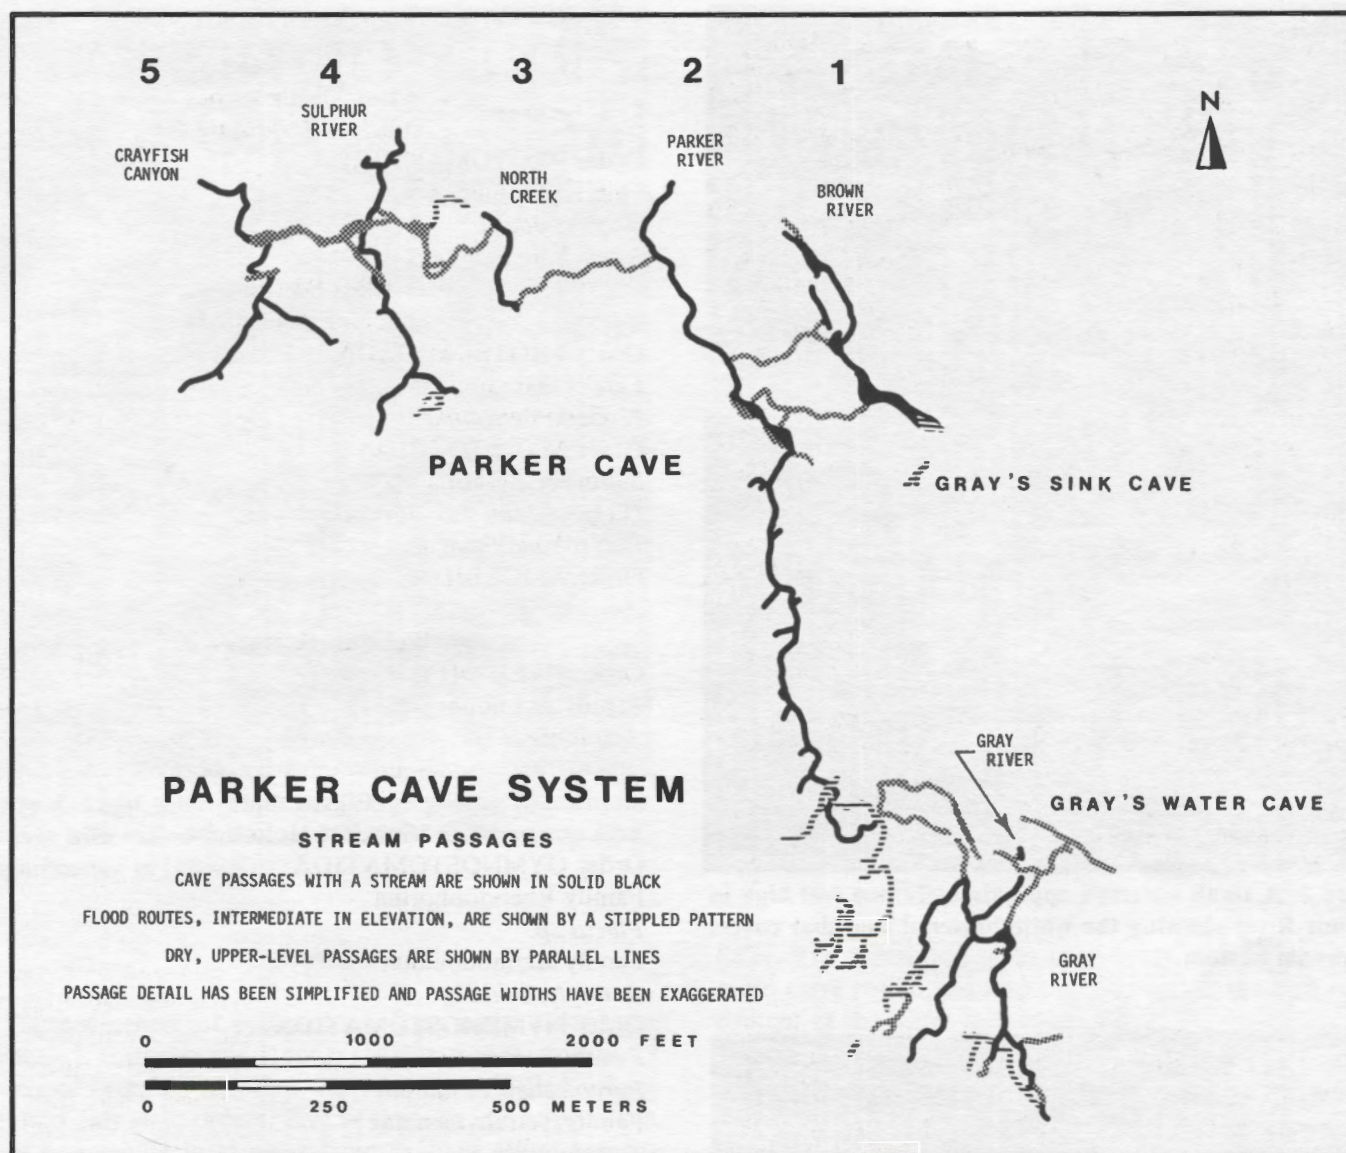 5 4 3 2 1
SULPHUR
RIVER
CRAYFISH
CANYON
NORTH
CREEK
PARKER
RIVER
BROWN
RIVER
N
PARKER CAVE
GRAY'S SINK CAVE
GRAY
RIVER
GRAY'S WATER CAVE
GRAY
RIVER
PARKER CAVE SYSTEM
STREAM PASSAGES
CAVE PASSAGES WITH A STREAM ARE SHOWN IN SOLID BLACK
FLOOD ROUTES, INTERMEDIATE IN ELEVATION, ARE SHOWN BY A STIPPLED PATTERN
DRY, UPPER-LEVEL PASSAGES ARE SHOWN BY PARALLEL LINES
PASSAGE DETAIL HAS BEEN SIMPLIFIED AND PASSAGE WIDTHS HAVE BEEN EXAGGERATED
0 1000 2000 FEET
0 250 500 METERS